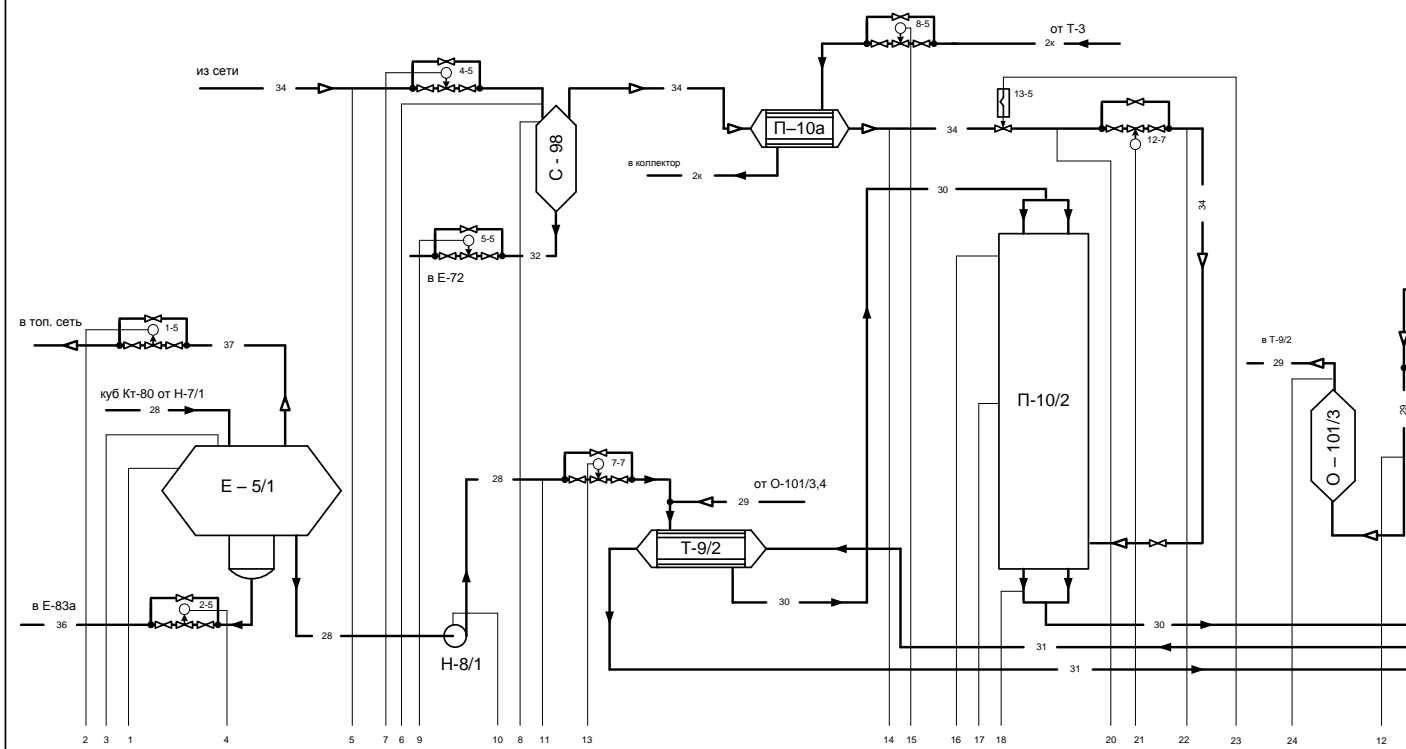 8-5
от Т-3
2к
из сети
34
4-5
34
13-5
П–10а
34
12-7
С - 98
в коллектор
2к
30
34
5-5
32
в Е-72
в топ. сеть
1-5
37
в Т-9/2
29
куб Кт-80 от Н-7/1
28
П-10/2
О – 101/3
29
7-7
28
Е – 5/1
от О-101/3,4
29
Т-9/2
в Е-83а
2-5
36
30
30
28
Н-8/1
31
31
2 3 1 4 5 7 6 9 10 8 11 13 14 15 16 17 18 20 21 22 23 24 12